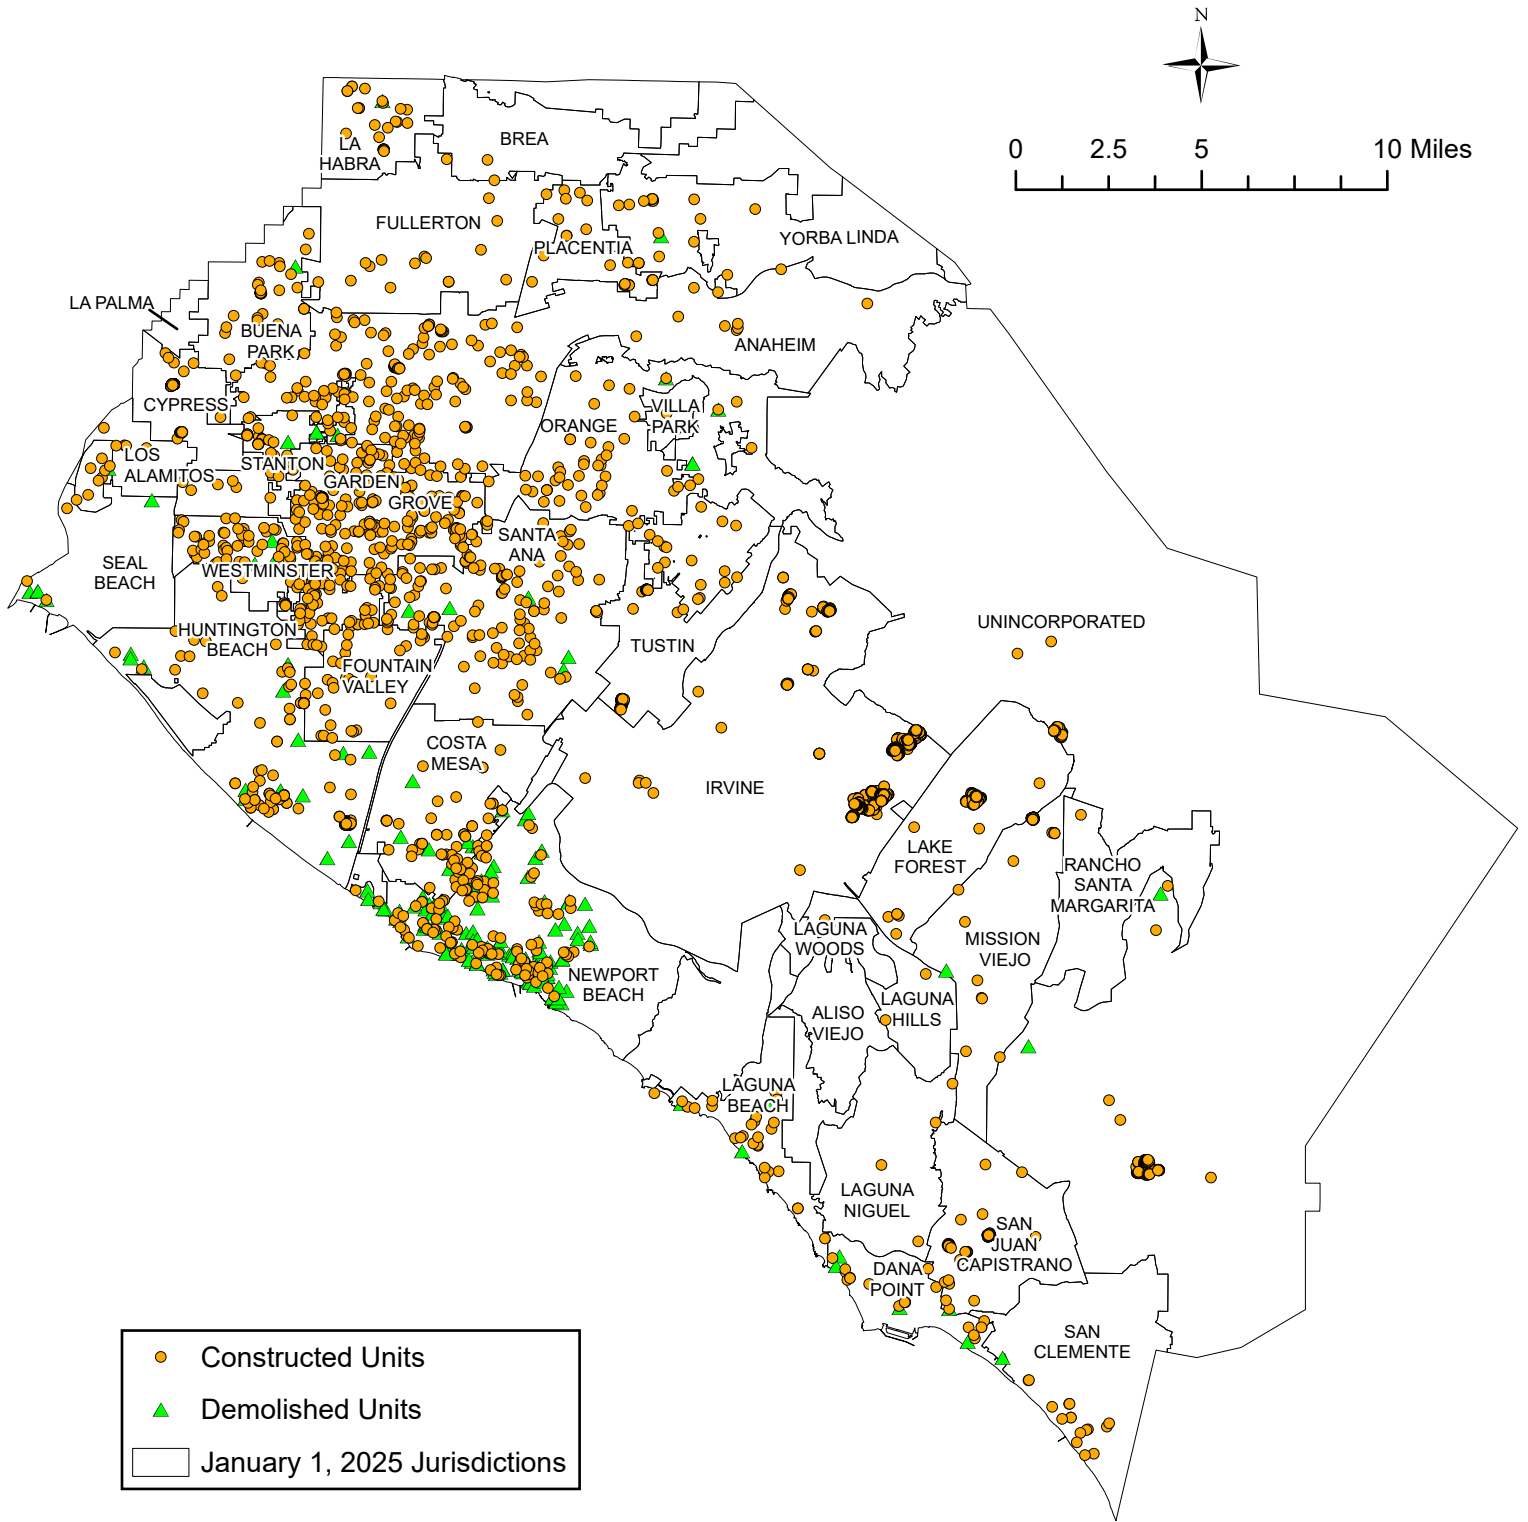 N
0 2.5 5 10 Miles
BREA
LA
HABRA
FULLERTON
PLACENTIA
YORBA LINDA
LA PALMA
BUENA
PARK
ANAHEIM
CYPRESS
VILLA
PARK
ORANGE
LOS
ALAMITOS
STANTON
GARDEN
GROVE
SANTA
ANA
SEAL
BEACH
WESTMINSTER
UNINCORPORATED
HUNTINGTON
BEACH
TUSTIN
FOUNTAIN
VALLEY
COSTA
MESA
IRVINE
LAKE
FOREST
RANCHO
SANTA
MARGARITA
LAGUNA
WOODS
MISSION
VIEJO
NEWPORT
BEACH
LAGUNA
HILLS
ALISO
VIEJO
LAGUNA
BEACH
LAGUNA
NIGUEL
SAN
JUAN
CAPISTRANO
DANA
POINT
SAN
CLEMENTE
Constructed Units
Demolished Units
January 1, 2025 Jurisdictions